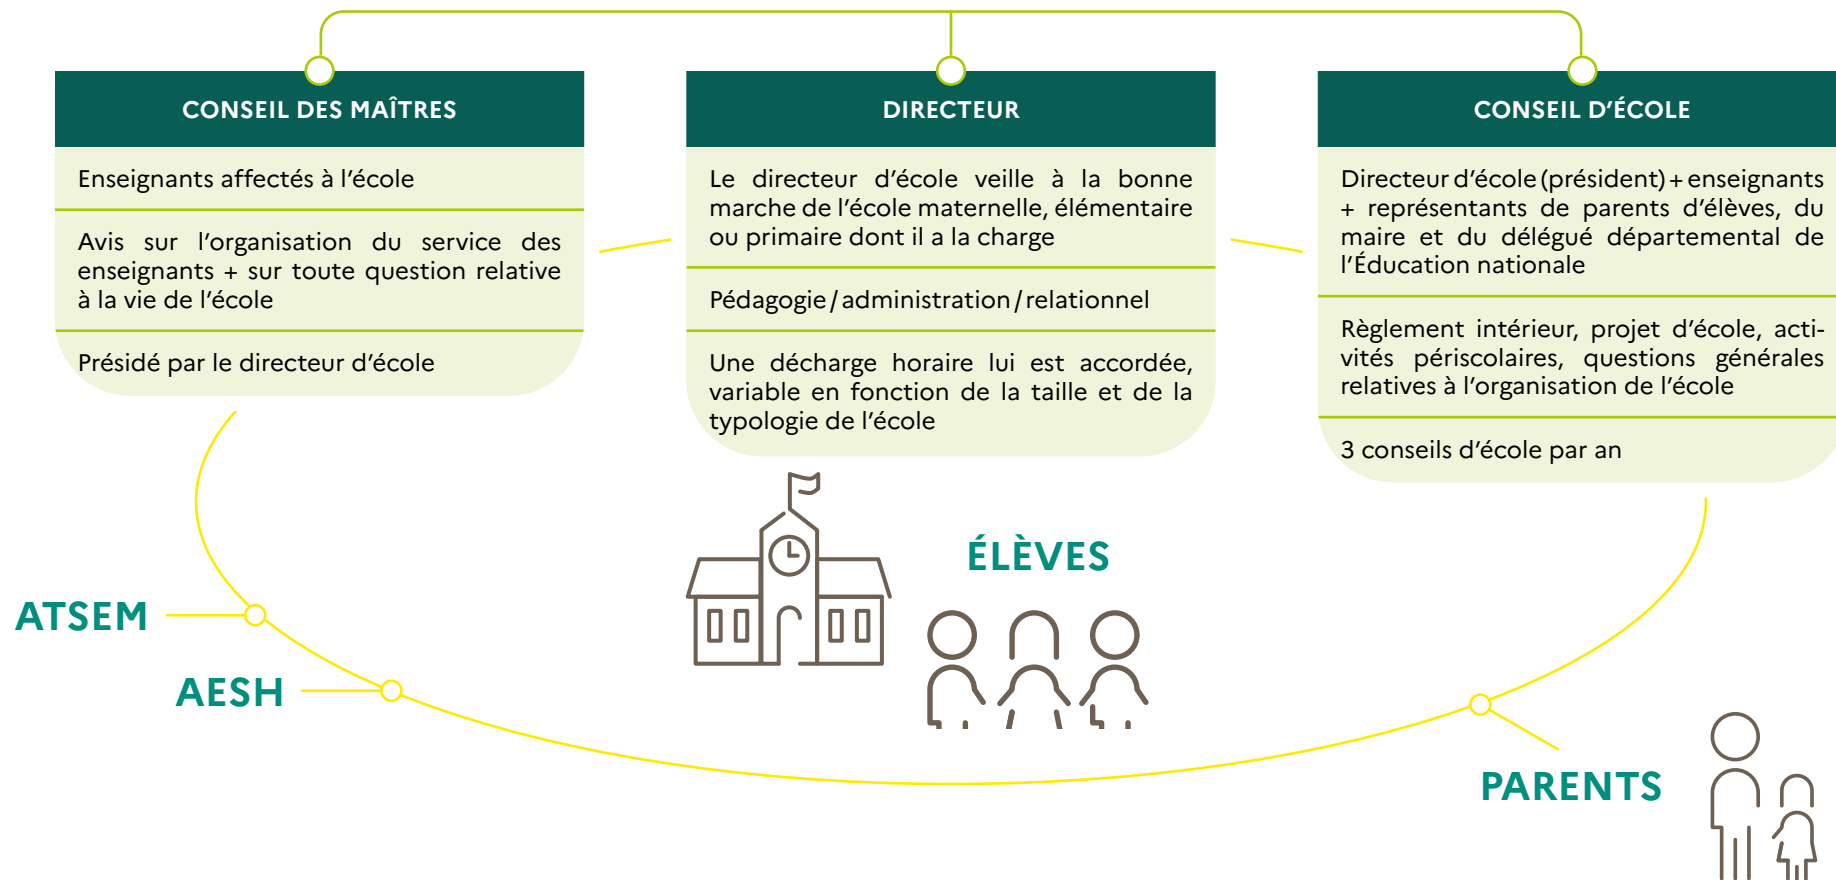 CONSEIL DES MAÎTRES
Enseignants affectés à l’école
Avis sur l’organisation du service des
enseignants + sur toute question relative
à la vie de l’école
Présidé par le directeur d’école
DIRECTEUR
Le directeur d’école veille à la bonne
marche de l’école maternelle, élémentaire
ou primaire dont il a la charge
Pédagogie / administration / relationnel
Une décharge horaire lui est accordée,
variable en fonction de la taille et de la
typologie de l’école
CONSEIL D’ÉCOLE
Directeur d’école (président) + enseignants
+ représentants de parents d’élèves, du
maire et du délégué départemental de
l’Éducation nationale
Règlement intérieur, projet d’école, acti-
vités périscolaires, questions générales
relatives à l’organisation de l’école
3 conseils d’école par an
ÉLÈVES
ATSEM
AESH
PARENTS